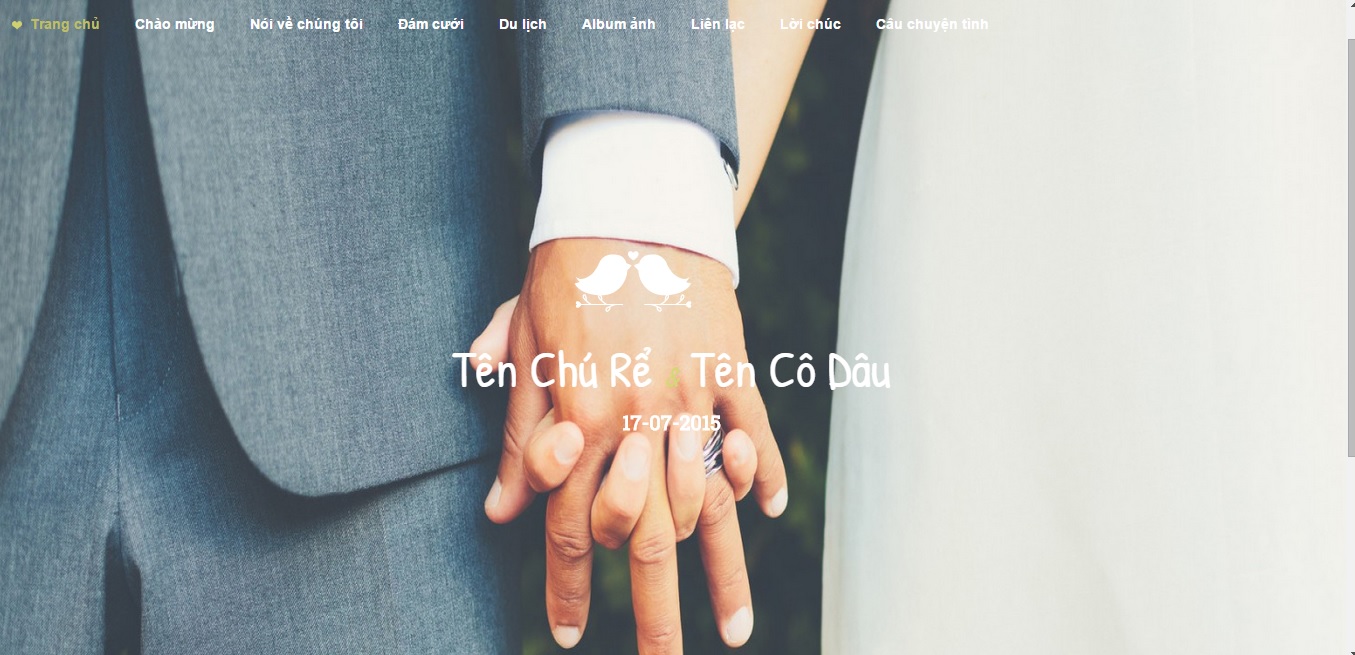 Trang chủ Chào mừng Nói về chúng tôi Đám cưới Du lịch Album ảnh Liên lạc Lời chúc Câu chuyện tình
Tên Chú Rể & Tên Cô Dâu
17-07-2015